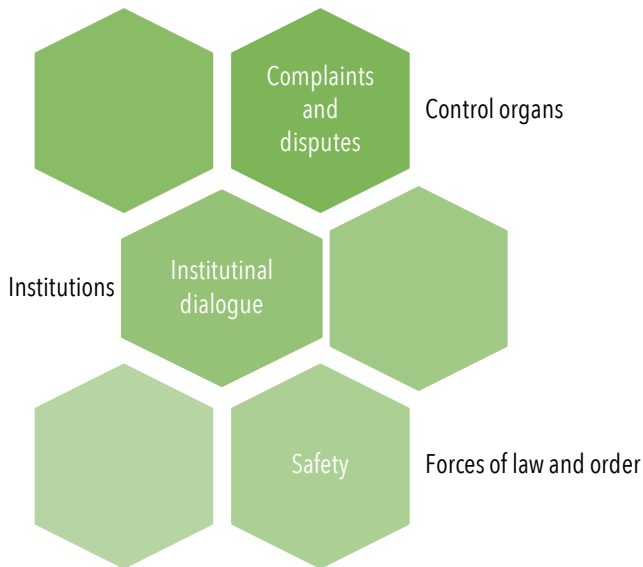 Complaints
and
disputes
Control organs
Institutions
Institutinal
dialogue
Safety
Forces of law and order